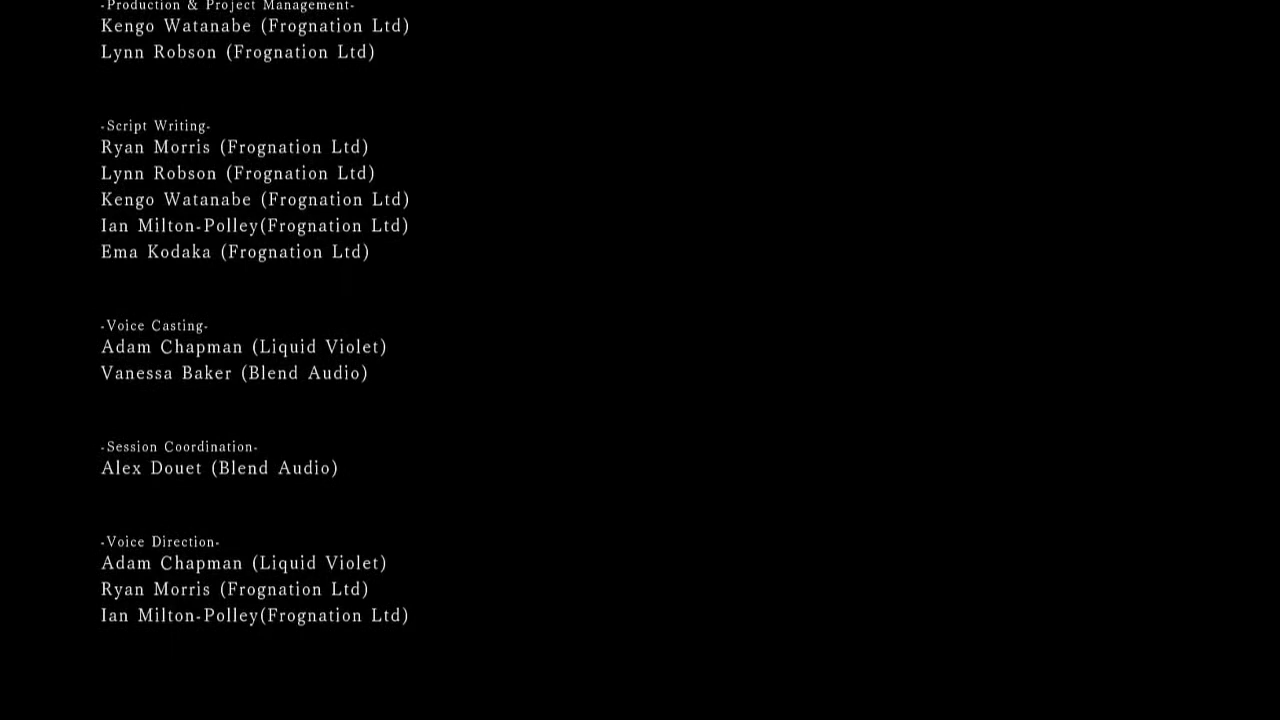 -Production & Project Management-
Kengo Watanabe (Frognation Ltd)
Lynn Robson (Frognation Ltd)
-Script Writing-
Ryan Morris (Frognation Ltd)
Lynn Robson (Frognation Ltd)
Kengo Watanabe (Frognation Ltd)
Ian Milton-Polley(Frognation Ltd)
Ema Kodaka (Frognation Ltd)
-Voice Casting-
Adam Chapman (Liquid Violet)
Vanessa Baker (Blend Audio)
-Session Coordination-
Alex Douet (Blend Audio)
-Voice Direction-
Adam Chapman (Liquid Violet)
Ryan Morris (Frognation Ltd)
Ian Milton-Polley(Frognation Ltd)